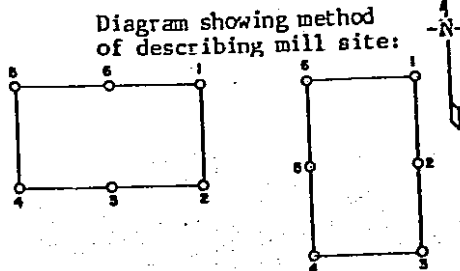 Diagram showing method
of describing mill site:
-N-
5 6 1
4 3 2
6 1
5 2
4 3